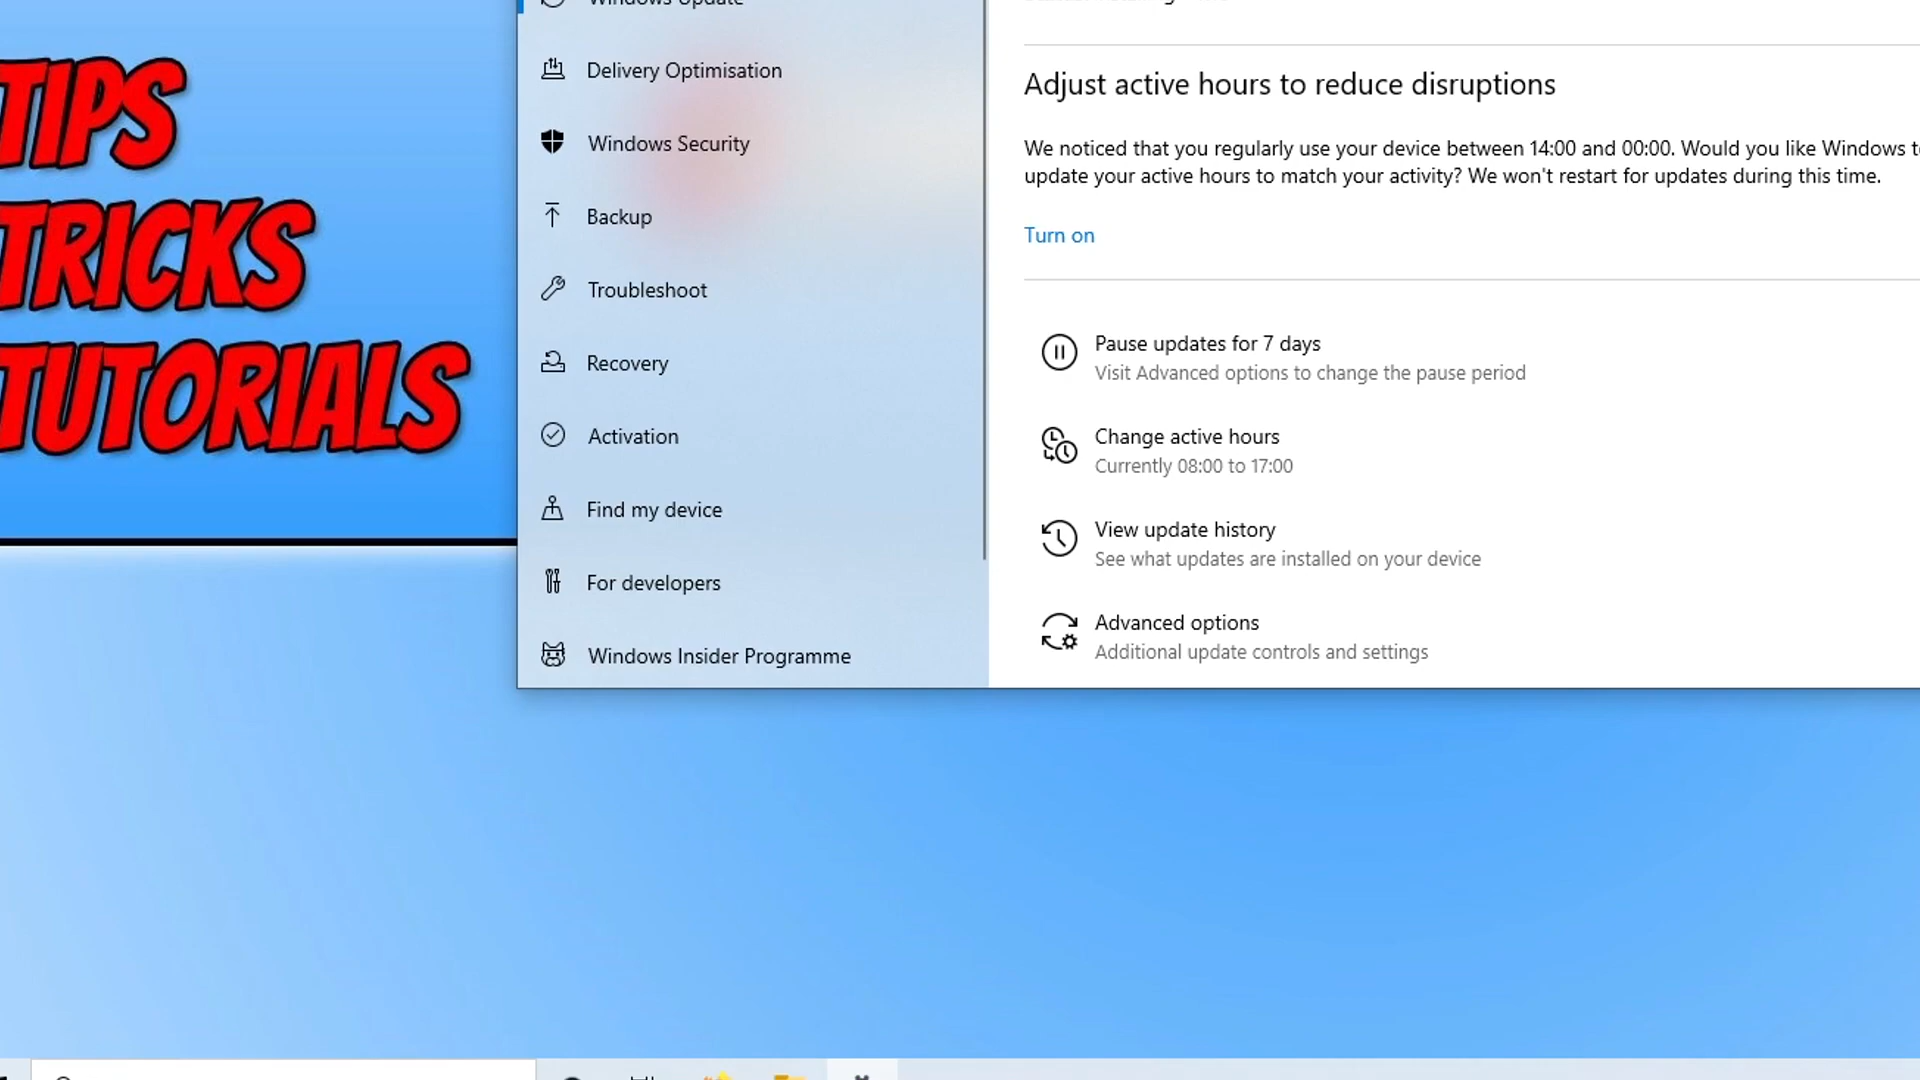 TIPS
TRICKS
TUTORIALS
Windows Update
Delivery Optimisation
Windows Security
Backup
Troubleshoot
Recovery
Activation
Find my device
For developers
Windows Insider Programme
Adjust active hours to reduce disruptions
We noticed that you regularly use your device between 14:00 and 00:00. Would you like Windows t
update your active hours to match your activity? We won't restart for updates during this time.
Turn on
Pause updates for 7 days
Visit Advanced options to change the pause period
Change active hours
Currently 08:00 to 17:00
View update history
See what updates are installed on your device
Advanced options
Additional update controls and settings